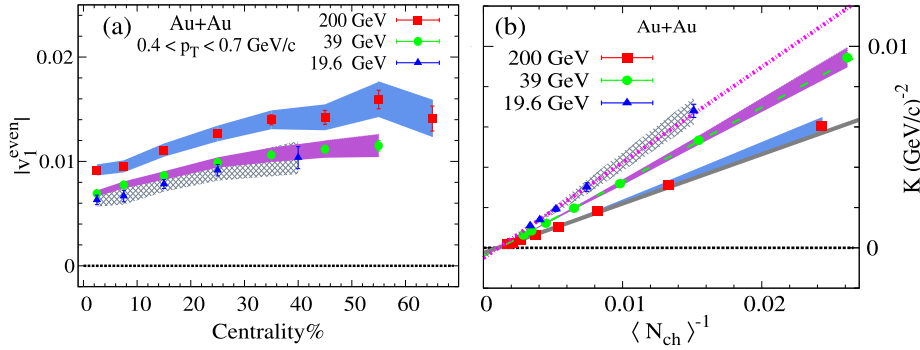 (a)
Au+Au
0.4 < p_T < 0.7 GeV/c
200 GeV
39 GeV
19.6 GeV
|v_1^even|
0.02
0.01
0
0 10 20 30 40 50 60
Centrality%
(b)
Au+Au
200 GeV
39 GeV
19.6 GeV
0.01
0
K (GeV/c)^-2
0 0.01 0.02
⟨ N_ch ⟩^-1